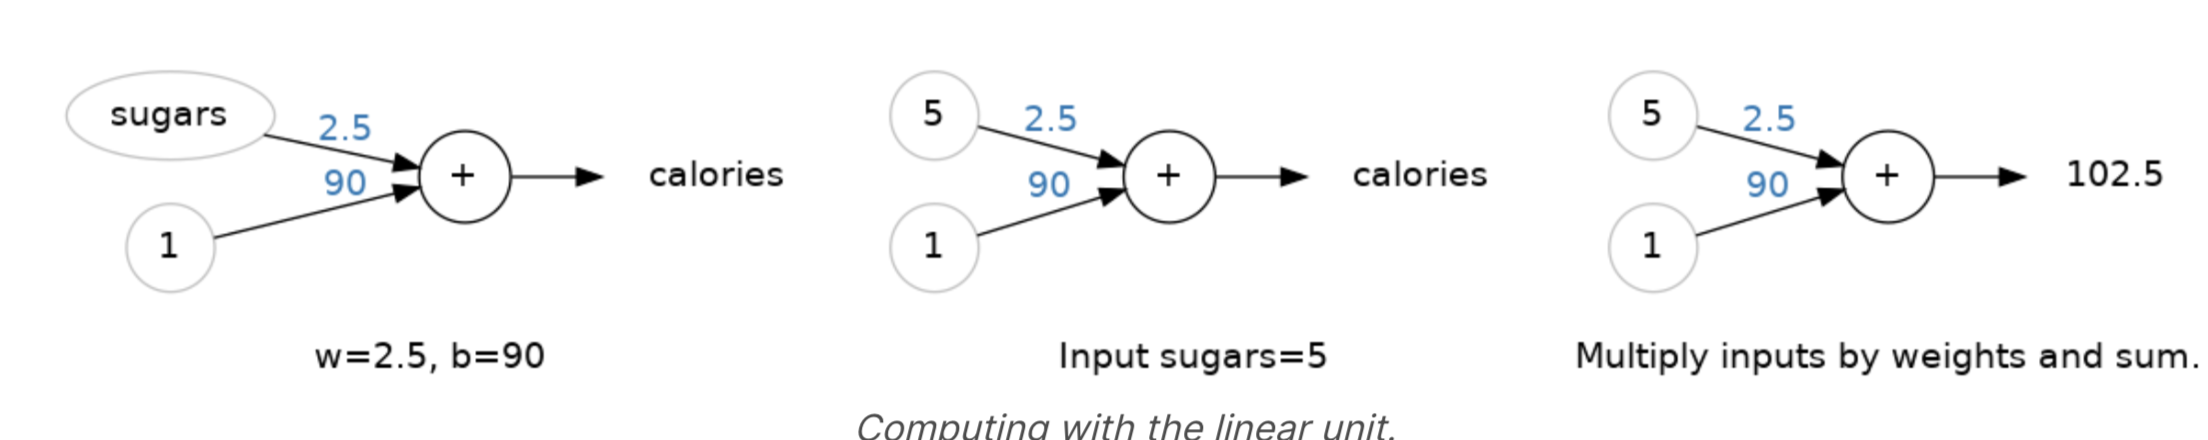 sugars
2.5
90
1
+
calories
w=2.5, b=90
5
2.5
90
1
+
calories
Input sugars=5
5
2.5
90
1
+
102.5
Multiply inputs by weights and sum.
Computing with the linear unit.